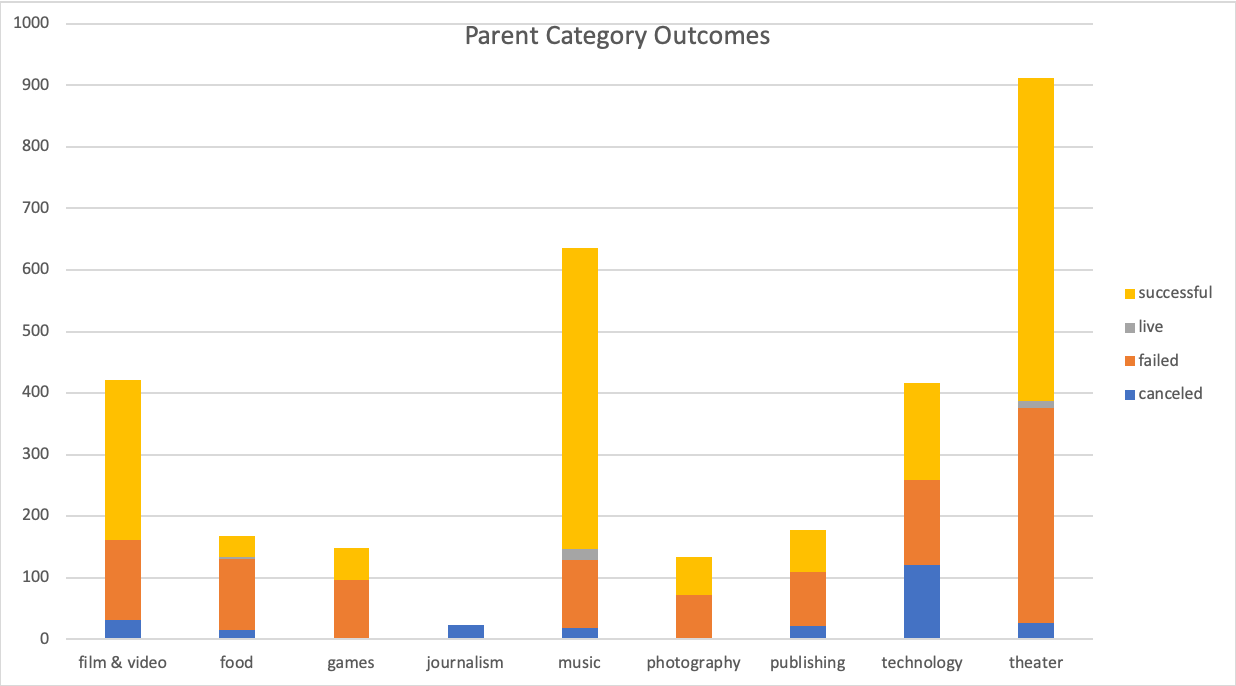 Parent Category Outcomes
1000
900
800
700
600
500
400
300
200
100
0
film & video food games journalism music photography publishing technology theater
successful
live
failed
canceled